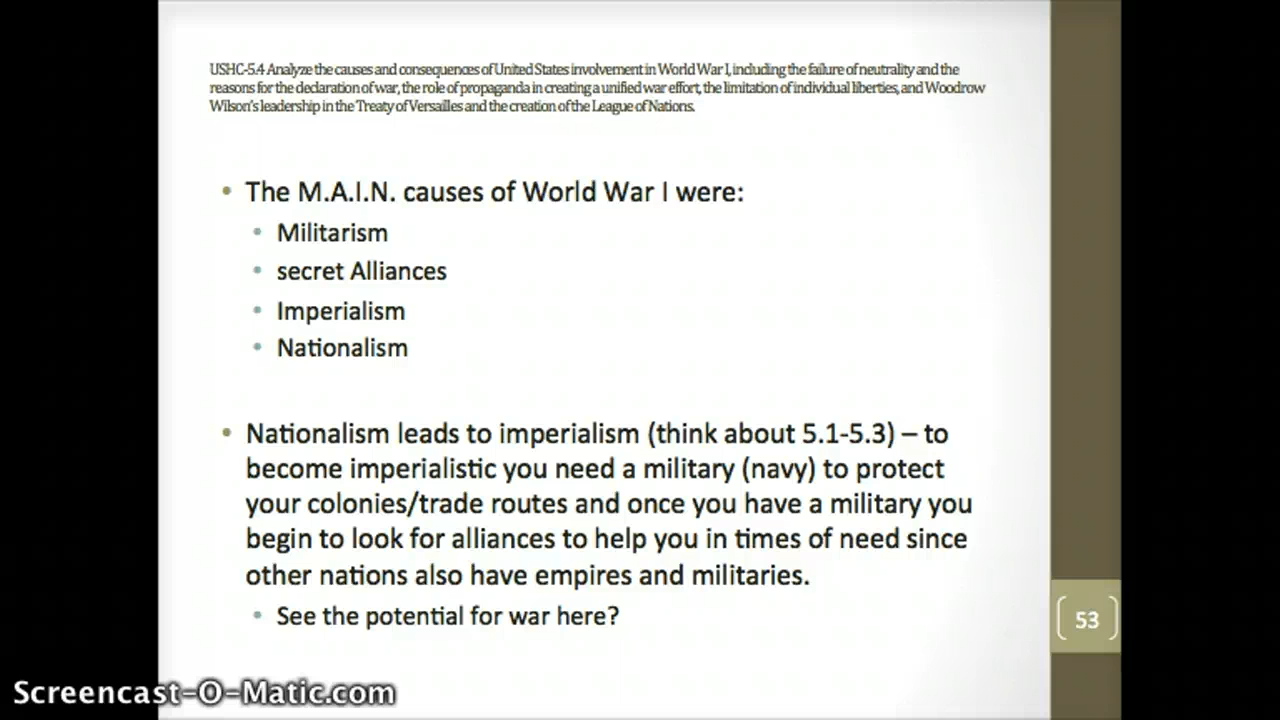 USHC-5.4 Analyze the causes and consequences of United States involvement in World War I, including the failure of neutrality and the
reasons for the declaration of war, the role of propaganda in creating a unified war effort, the limitation of individual liberties, and Woodrow
Wilson's leadership in the Treaty of Versailles and the creation of the League of Nations.
• The M.A.I.N. causes of World War I were:
• Militarism
• secret Alliances
• Imperialism
• Nationalism
• Nationalism leads to imperialism (think about 5.1-5.3) – to
become imperialistic you need a military (navy) to protect
your colonies/trade routes and once you have a military you
begin to look for alliances to help you in times of need since
other nations also have empires and militaries.
• See the potential for war here?
53
Screencast-O-Matic.com